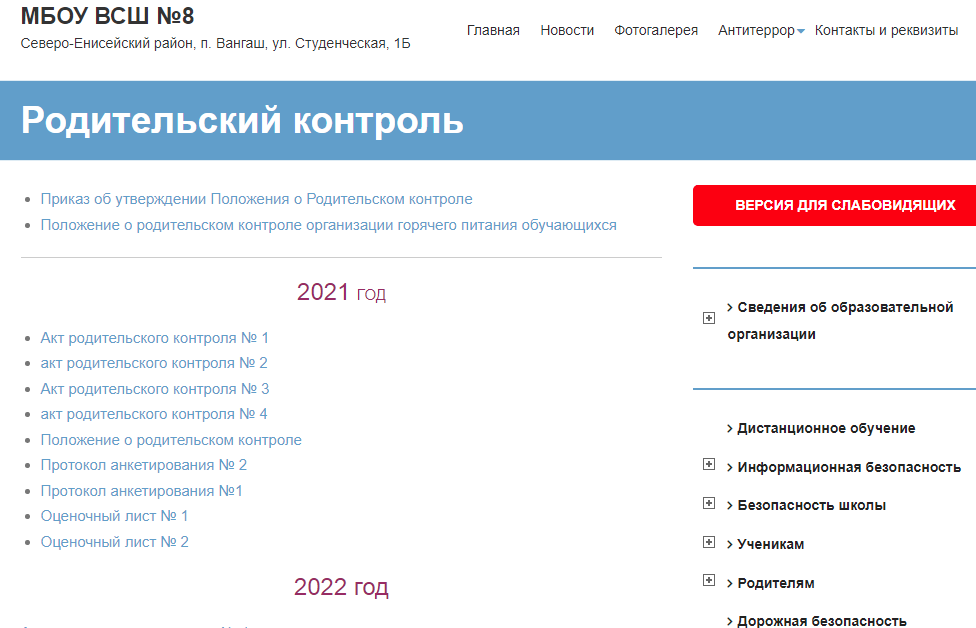 МБОУ ВСШ №8
Северо-Енисейский район, п. Вангаш, ул. Студенческая, 1Б
Главная Новости Фотогалерея Антитеррор Контакты и реквизиты
Родительский контроль
Приказ об утверждении Положения о Родительском контроле
Положение о родительском контроле организации горячего питания обучающихся
2021 год
Акт родительского контроля № 1
акт родительского контроля № 2
Акт родительского контроля № 3
акт родительского контроля № 4
Положение о родительском контроле
Протокол анкетирования № 2
Протокол анкетирования №1
Оценочный лист № 1
Оценочный лист № 2
2022 год
ВЕРСИЯ ДЛЯ СЛАБОВИДЯЩИХ
Сведения об образовательной
организации
Дистанционное обучение
Информационная безопасность
Безопасность школы
Ученикам
Родителям
Дорожная безопасность